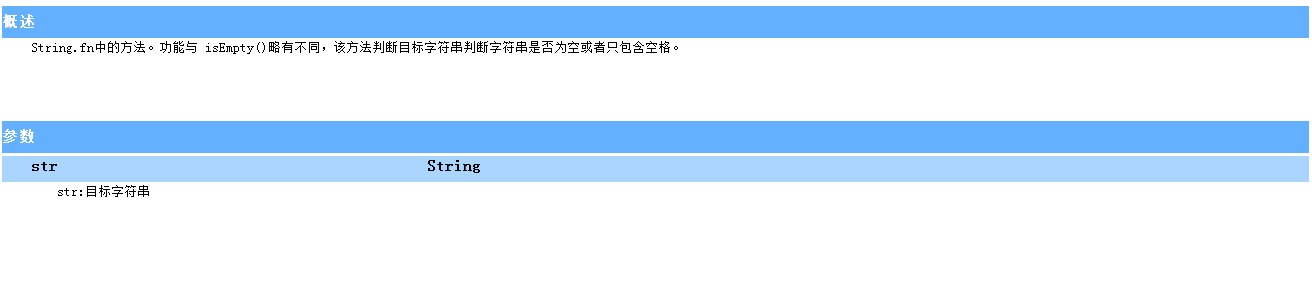 概述
String.fn中的方法。功能与 isEmpty()略有不同，该方法判断目标字符串判断字符串是否为空或者只包含空格。
参数
str String
str:目标字符串